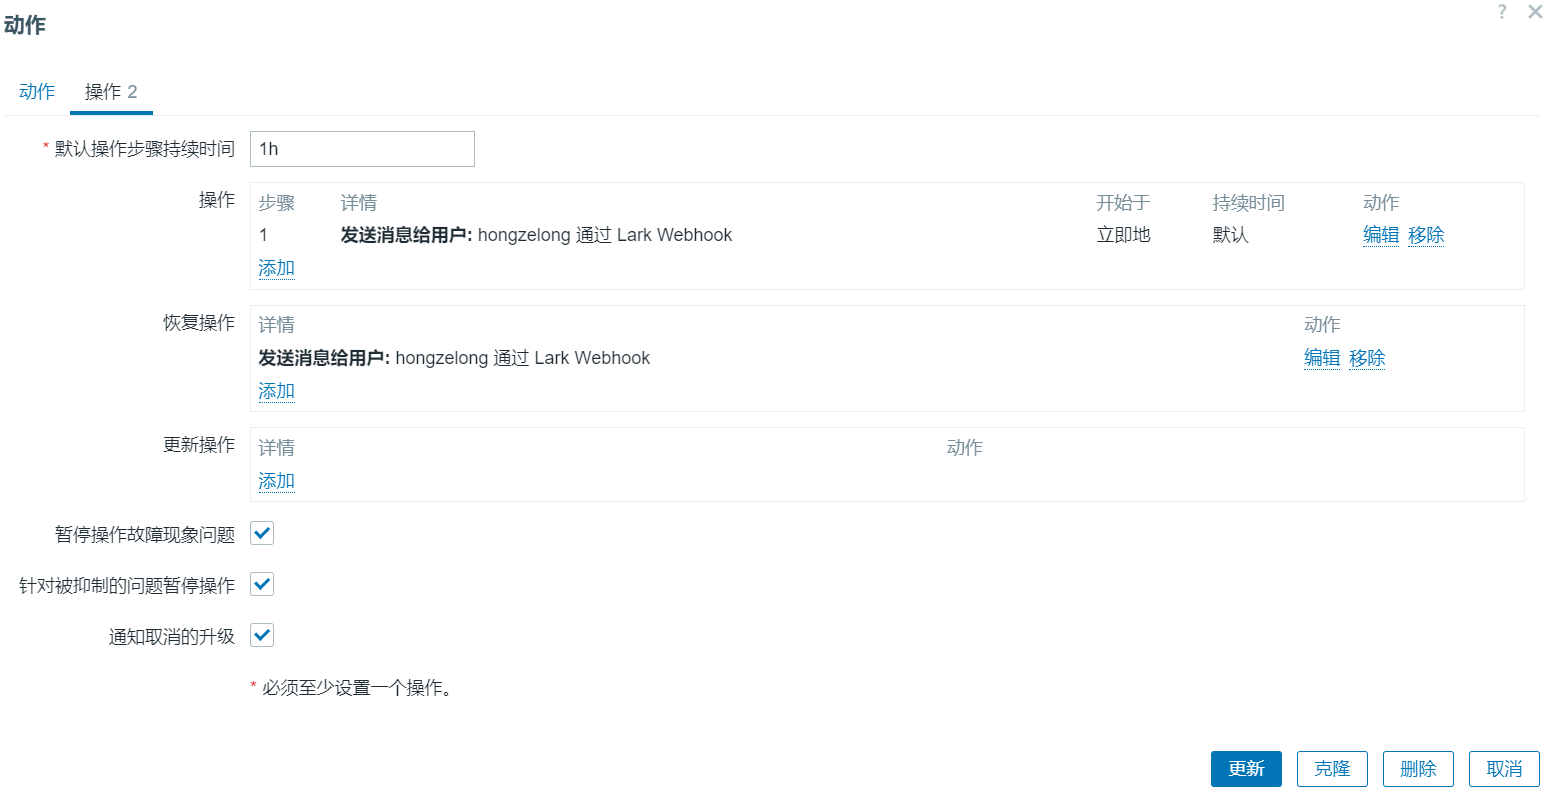 动作
? ×
动作 操作 2
* 默认操作步骤持续时间 1h
操作 步骤 详情 开始于 持续时间 动作
1 发送消息给用户: hongzelong 通过 Lark Webhook 立即地 默认 编辑 移除
添加
恢复操作 详情 动作
发送消息给用户: hongzelong 通过 Lark Webhook 编辑 移除
添加
更新操作 详情 动作
添加
暂停操作故障现象问题
针对被抑制的问题暂停操作
通知取消的升级
* 必须至少设置一个操作。
更新 克隆 删除 取消